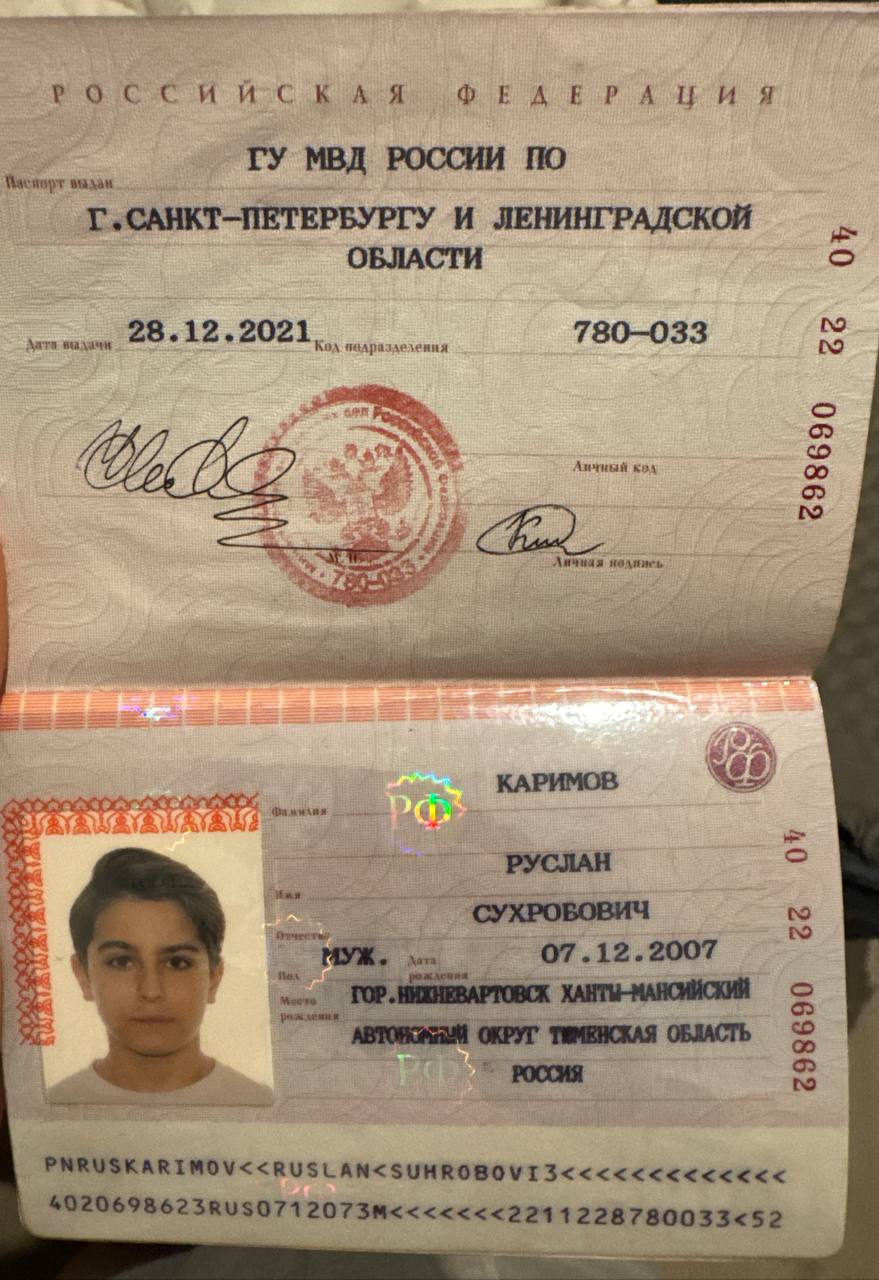 РОССИЙСКАЯ ФЕДЕРАЦИЯ
Паспорт выдан
ГУ МВД РОССИИ ПО
Г.САНКТ-ПЕТЕРБУРГУ И ЛЕНИНГРАДСКОЙ
ОБЛАСТИ
Дата выдачи 28.12.2021 Код подразделения 780-033
40 22 069862
Личный код
Личная подпись
780-033
РФ
КАРИМОВ
Фамилия
РФ
РУСЛАН
Имя
СУХРОБОВИЧ
Отчество
МУЖ. Дата рождения 07.12.2007
Пол
Место рождения ГОР.НИЖНЕВАРТОВСК ХАНТЫ-МАНСИЙСКИЙ
АВТОНОМНЫЙ ОКРУГ ТЮМЕНСКАЯ ОБЛАСТЬ
РФ
РОССИЯ
40 22 069862
PNRUSKARIMOV<<RUSLAN<SUHROBOVI3<<<<<<<<<<<<<
4020698623RUS0712073M<<<<<<<2211228780033<52